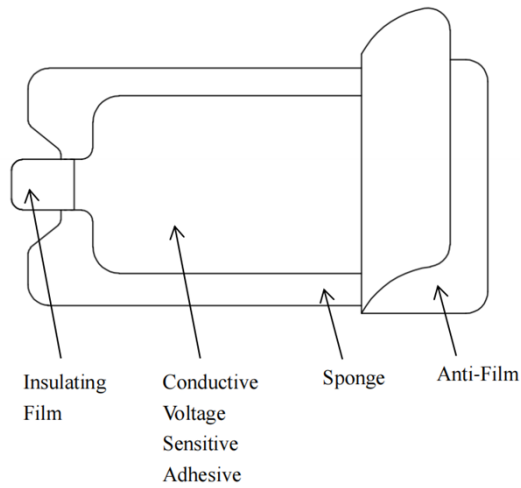 Insulating
Film
Conductive
Voltage
Sensitive
Adhesive
Sponge
Anti-Film